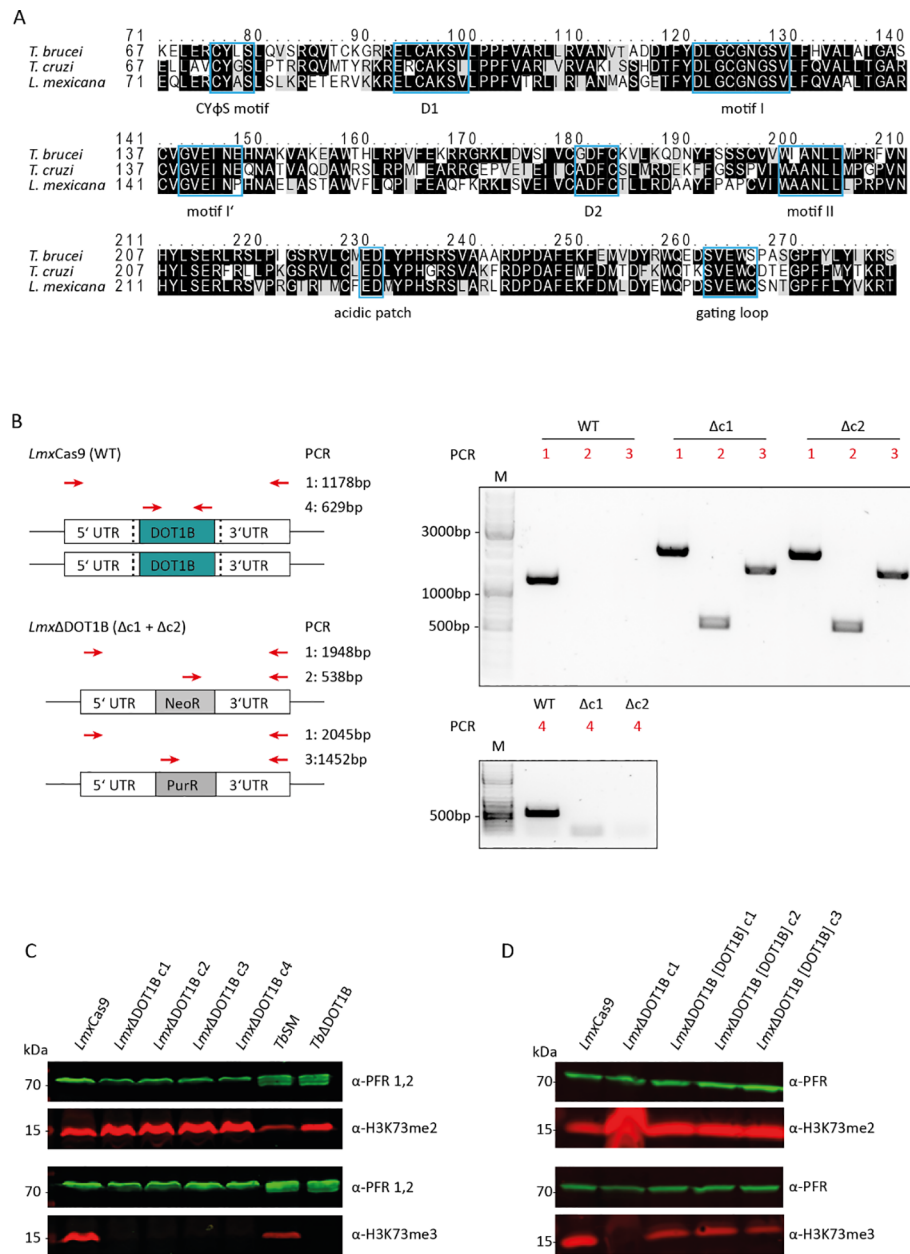 A
71 80 90 100 110 120 130 140
T. brucei 67 KELERCYLSLQVSRQVTCKGRRELCAKSVLPPFVARLLRVANVTADDTFYDLGCGNGSVLFHVALATGAS
T. cruzi 67 ELLAVCYGSLPTRRQVMTYRKRERCAKSILPPFVARIVRVAKISSHDTFYDLGCGNGSVLFQVALLTGAR
L. mexicana 71 EQLERCYASLSLKRETERVKKRELCAKSVLPPFVTRLIRIANMASGETFYDLGCGNGSVLFQVAALTGAR
CYϕS motif D1 motif I
141 150 160 170 180 190 200 210
T. brucei 137 CVGVEINEHNAKVAKEAWTHLRPVFEKRRGRKLDVSIVCGDFCKVLKQDNYFSSSCVVWIANLLMPRFVN
T. cruzi 137 CVGVEINEQNATVAQDAWRSLRPMIEARRGEPVEIEIICADFCSLMRDEKFFGSSPVIWAANLLMPGPVN
L. mexicana 141 CVGVEINPHNAELASTAWVFLQPIFEAQFKRKLSVEIVCADFCTLLRDAAYFPAPCVIWAANLLLPRPVN
motif I' D2 motif II
211 220 230 240 250 260 270
T. brucei 207 HYLSERLRSLPIGSRVLCMEDLYPHSRSVAAARDPDAFEKFEMVDYRWQEDSVEWSPASGPFYLYIKRS
T. cruzi 207 HYLSERFRLLPKGSRVLCLEDLYPHGRSVAAIRDPDAFEMFDMTDFKWQTKSVEWCDTEGPFFMYTKRT
L. mexicana 211 HYLSERLRSVPRGTRIMCFEDMYPHSRSLARLRDPDAFEKFDMLDYEWQPDSVEWCSNTGPFFLYVKRT
acidic patch gating loop
B
LmxCas9 (WT) PCR
1: 1178bp
4: 629bp
5' UTR DOT1B 3'UTR
5' UTR DOT1B 3'UTR
LmxΔDOT1B (Δc1 + Δc2) PCR
1: 1948bp
2: 538bp
5' UTR NeoR 3'UTR
1: 2045bp
3:1452bp
5' UTR PurR 3'UTR
WT Δc1 Δc2
PCR 1 2 3 1 2 3 1 2 3
M
3000bp
1000bp
500bp
WT Δc1 Δc2
PCR 4 4 4
M
500bp
C
LmxCas9 LmxΔDOT1B c1 LmxΔDOT1B c2 LmxΔDOT1B c3 LmxΔDOT1B c4 TbSM TbΔDOT1B
kDa
70 α-PFR 1,2
15 α-H3K73me2
70 α-PFR 1,2
15 α-H3K73me3
D
LmxCas9 LmxΔDOT1B c1 LmxΔDOT1B [DOT1B] c1 LmxΔDOT1B [DOT1B] c2 LmxΔDOT1B [DOT1B] c3
kDa
70 α-PFR
15 α-H3K73me2
70 α-PFR
15 α-H3K73me3